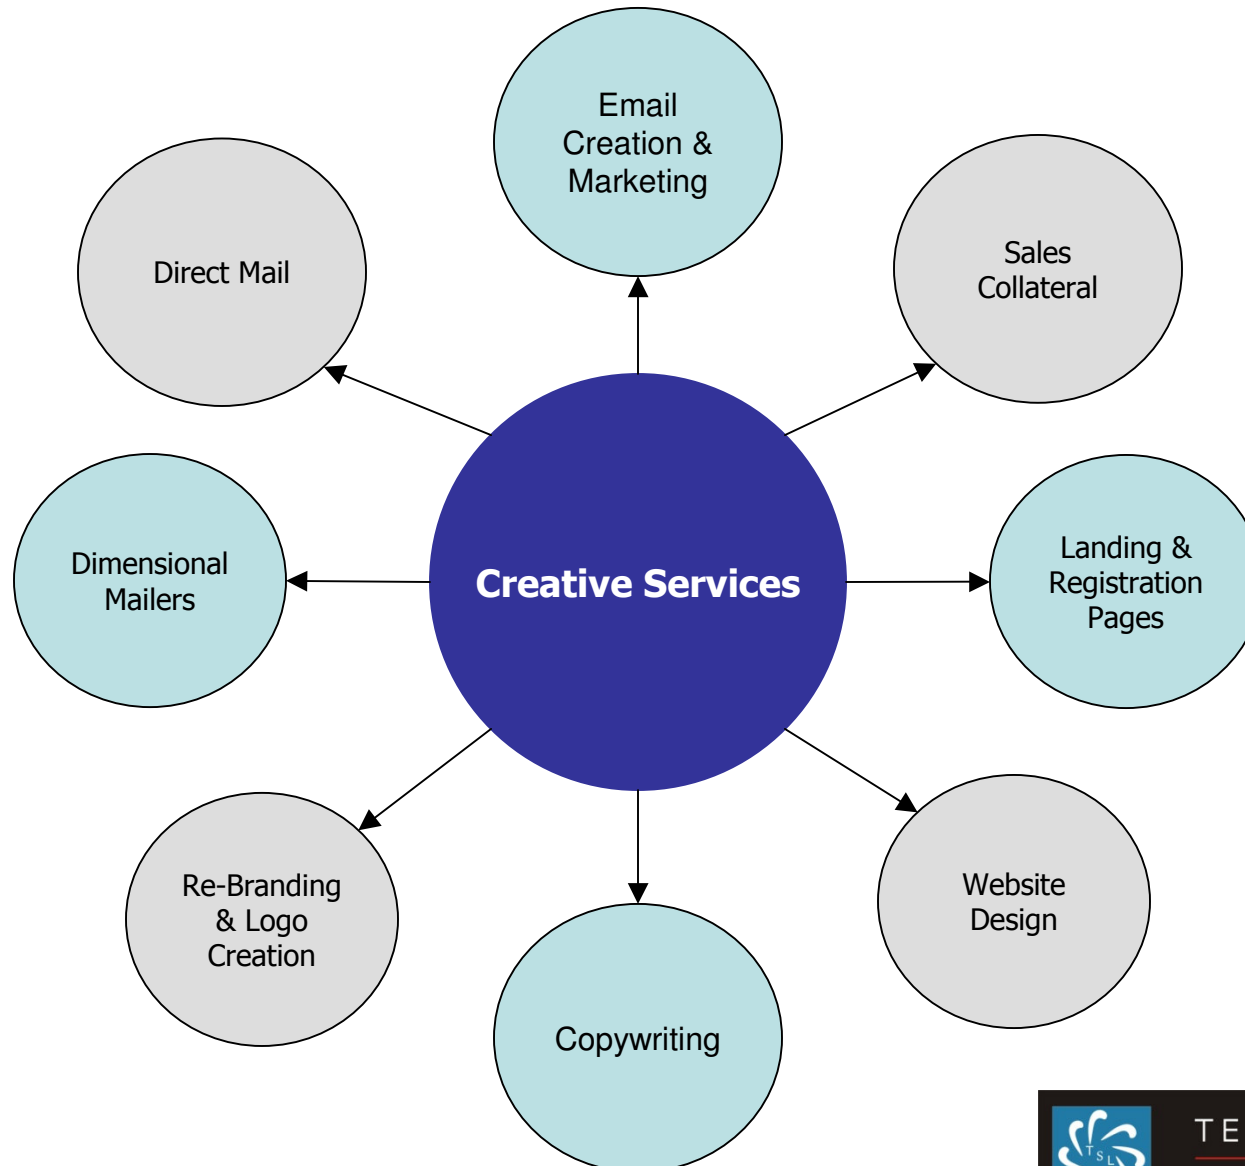 Email
Creation &
Marketing
Direct Mail
Sales
Collateral
Dimensional
Mailers
Creative Services
Landing &
Registration
Pages
Re-Branding
& Logo
Creation
Website
Design
Copywriting
TSL
TE